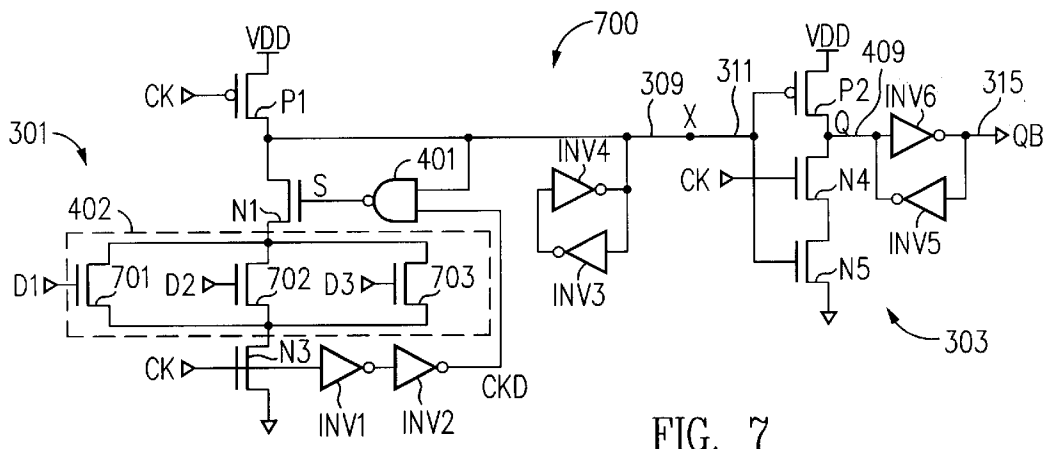 700
VDD
VDD
CK
P1
309
X
311
P2
409
INV6
315
301
INV4
Q
QB
401
S
N1
CK
N4
402
INV5
701
D1
D2
702
D3
703
INV3
N5
CK
N3
303
INV1
INV2
CKD
FIG. 7